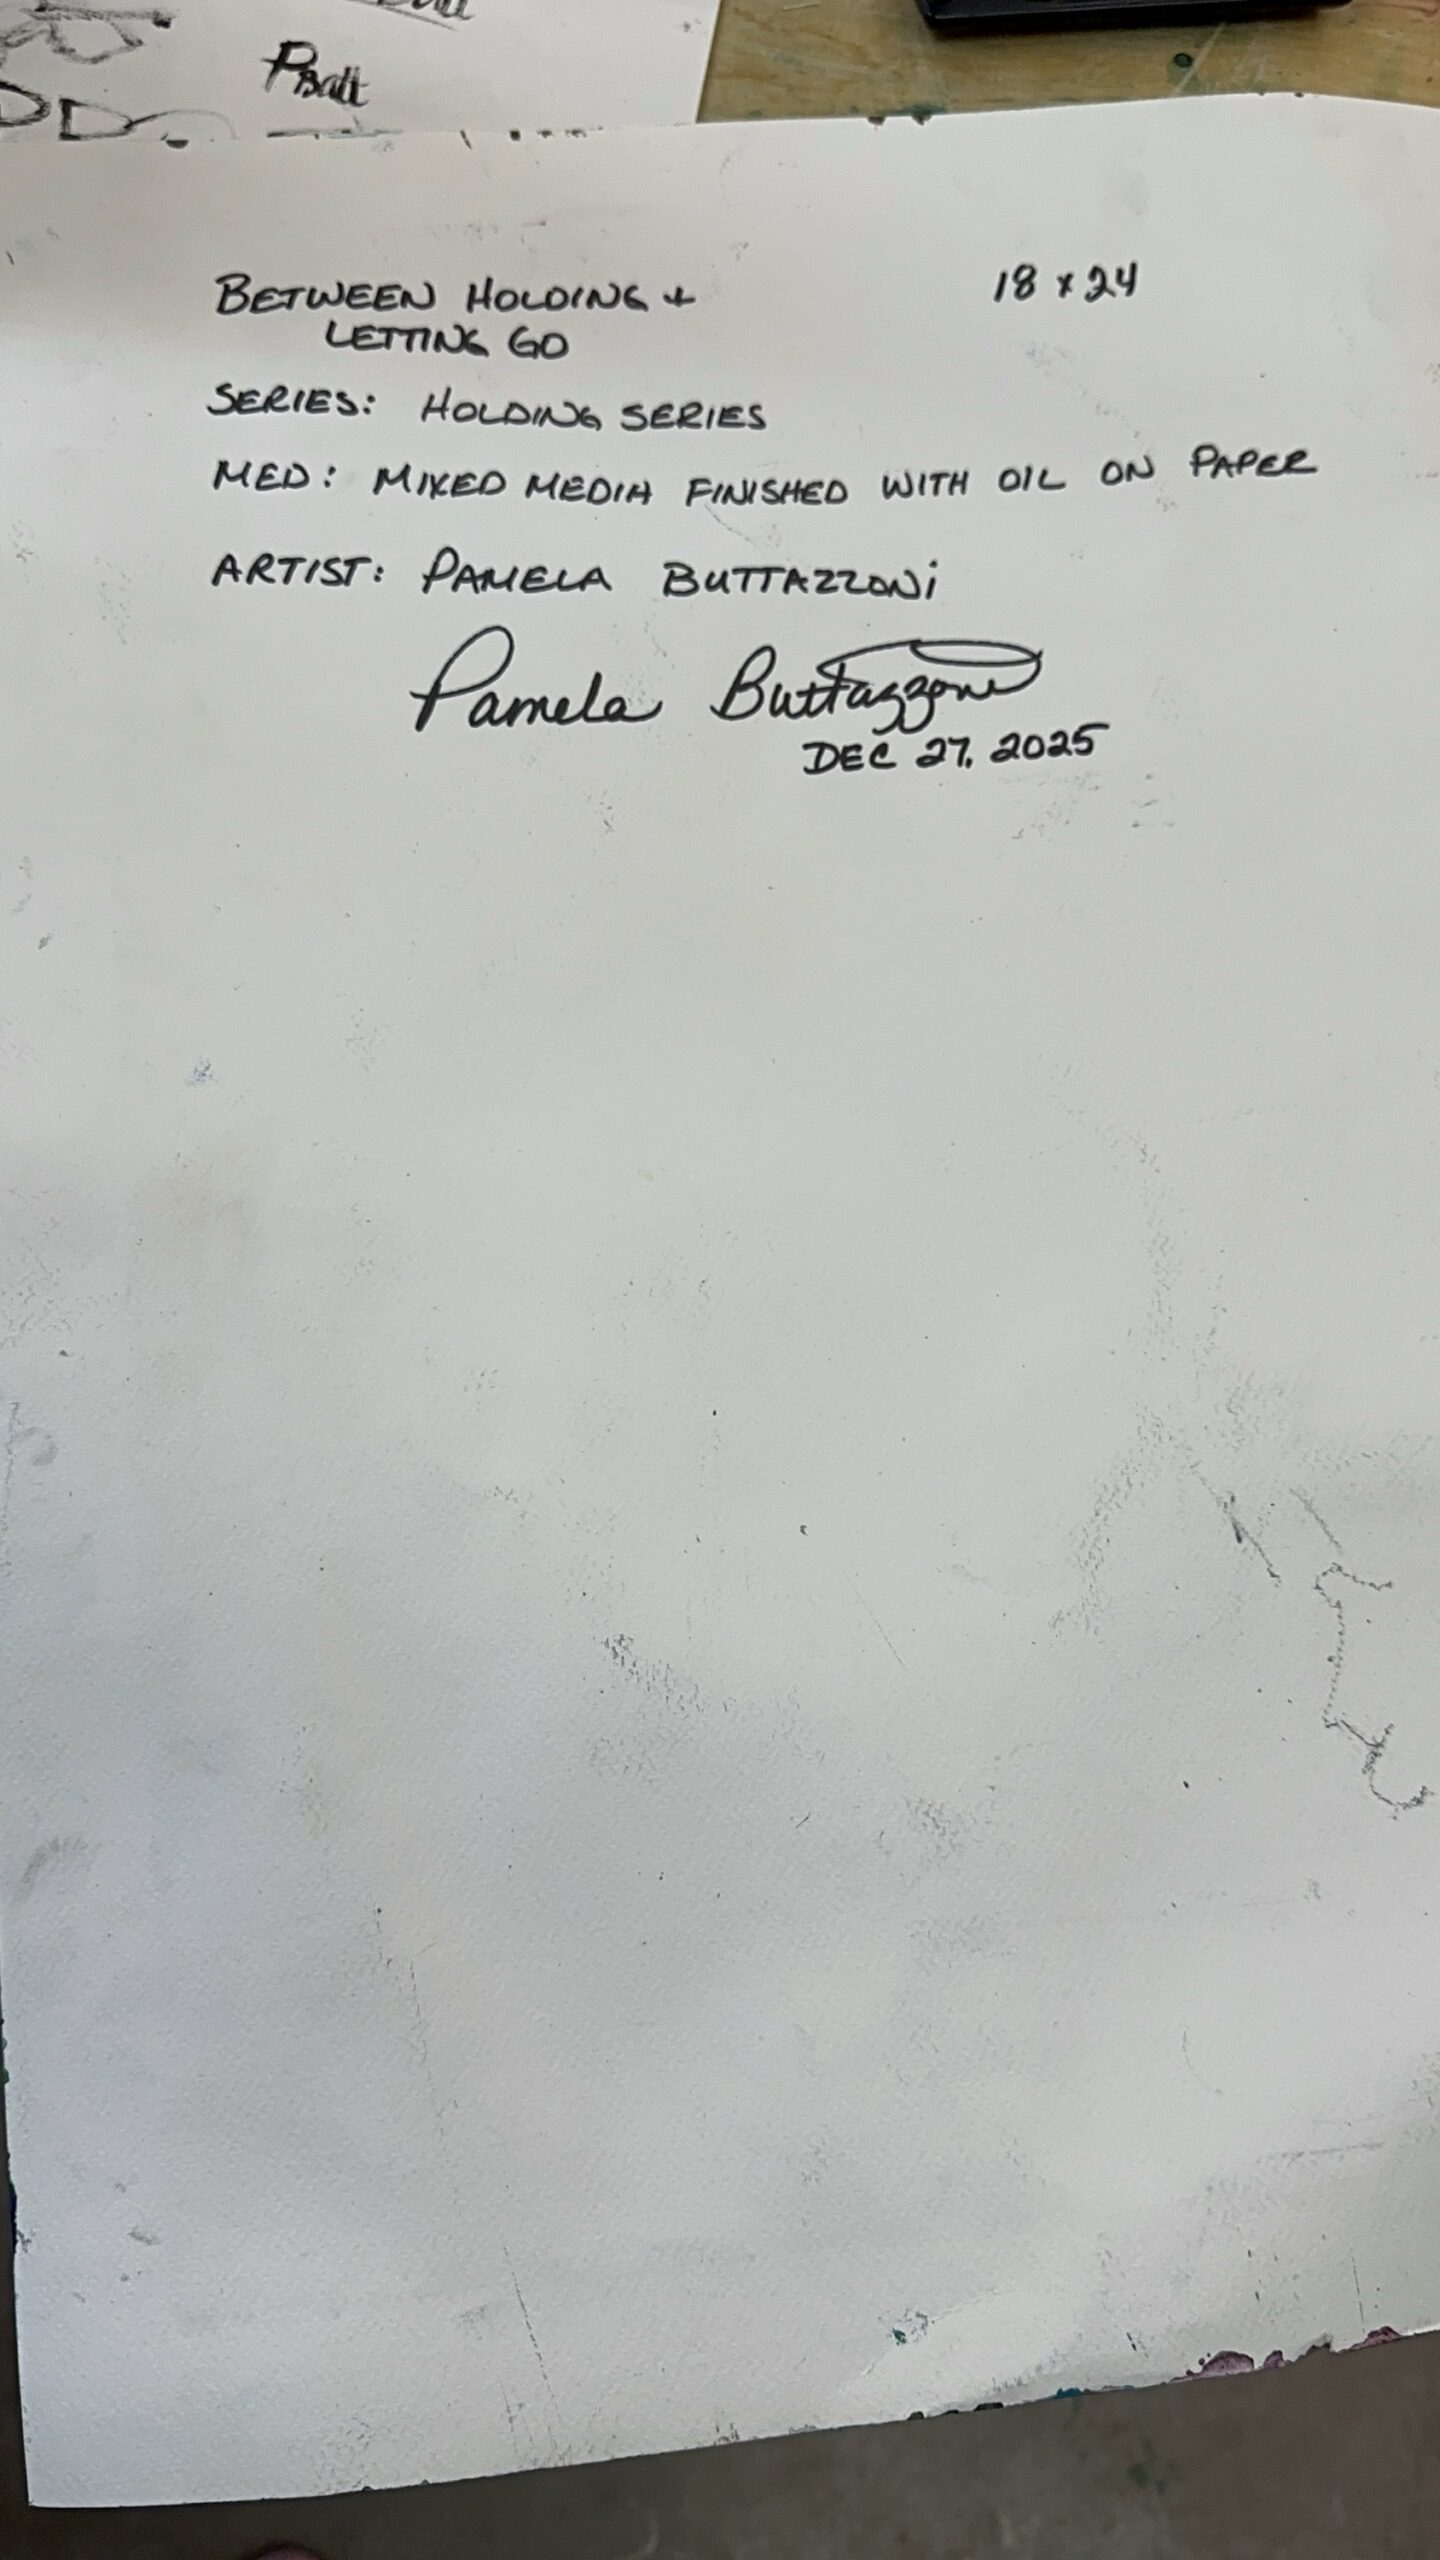 PButt
BETWEEN HOLDING +
LETTING GO
18 x 24
SERIES: HOLDING SERIES
MED: MIXED MEDIA FINISHED WITH OIL ON PAPER
ARTIST: PAMELA BUTTAZZONi
Pamela Buttazzoni
DEC 27, 2025